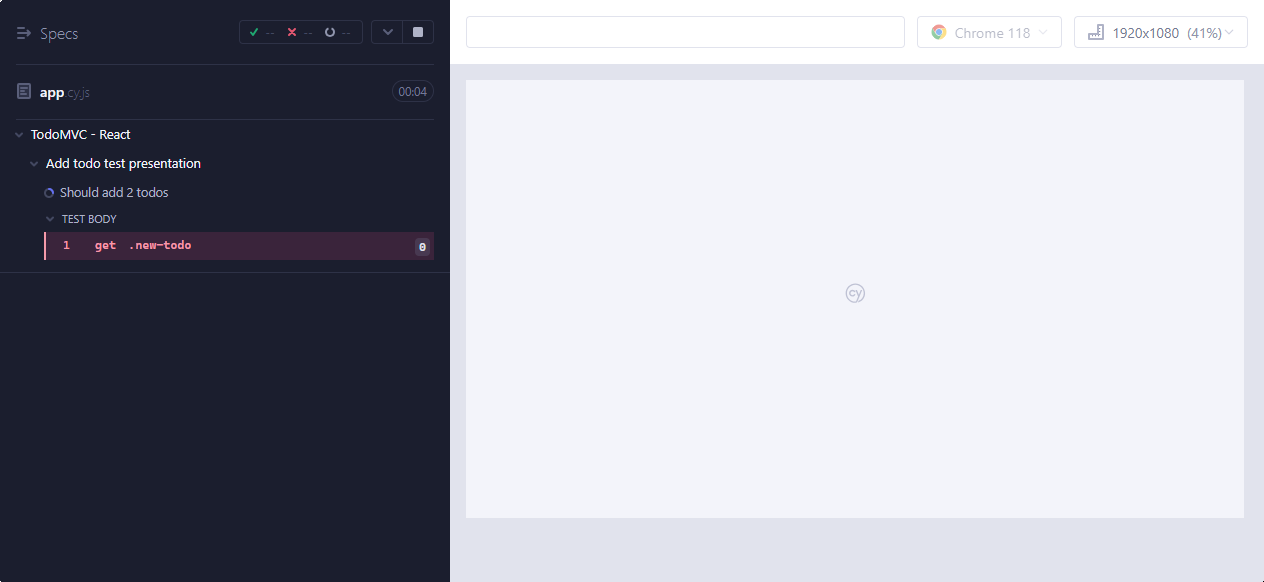 Specs
-- -- --
Chrome 118
1920x1080 (41%)
app.cy.js
00:04
TodoMVC - React
Add todo test presentation
Should add 2 todos
TEST BODY
1 get .new-todo 0
cy